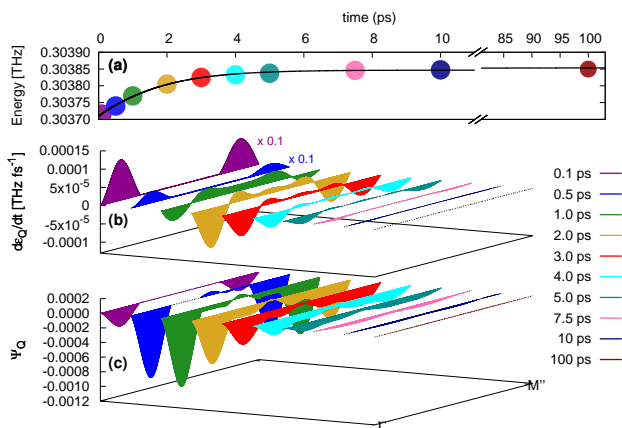 time (ps)
0 2 4 6 8 10 85 90 95 100
Energy [THz]
0.30390
0.30385
0.30380
0.30375
0.30370
(a)
dεQ/dt [THz fs⁻¹]
0.00015
0.0001
5x10⁻⁵
0
-5x10⁻⁵
-0.0001
(b)
x 0.1
x 0.1
ΨQ
0.0002
-0.0000
-0.0002
-0.0004
-0.0006
-0.0008
-0.0010
-0.0012
(c)
M''
Γ
0.1 ps
0.5 ps
1.0 ps
2.0 ps
3.0 ps
4.0 ps
5.0 ps
7.5 ps
10 ps
100 ps